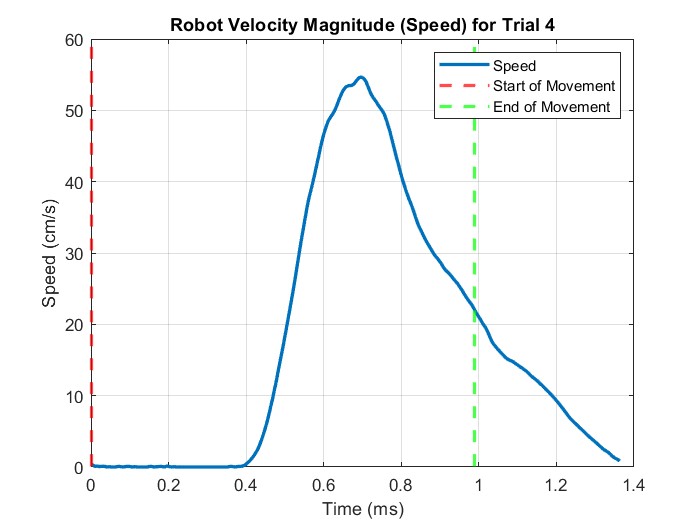 Robot Velocity Magnitude (Speed) for Trial 4
60
50
40
30
20
10
0
Speed (cm/s)
Speed
Start of Movement
End of Movement
0 0.2 0.4 0.6 0.8 1 1.2 1.4
Time (ms)